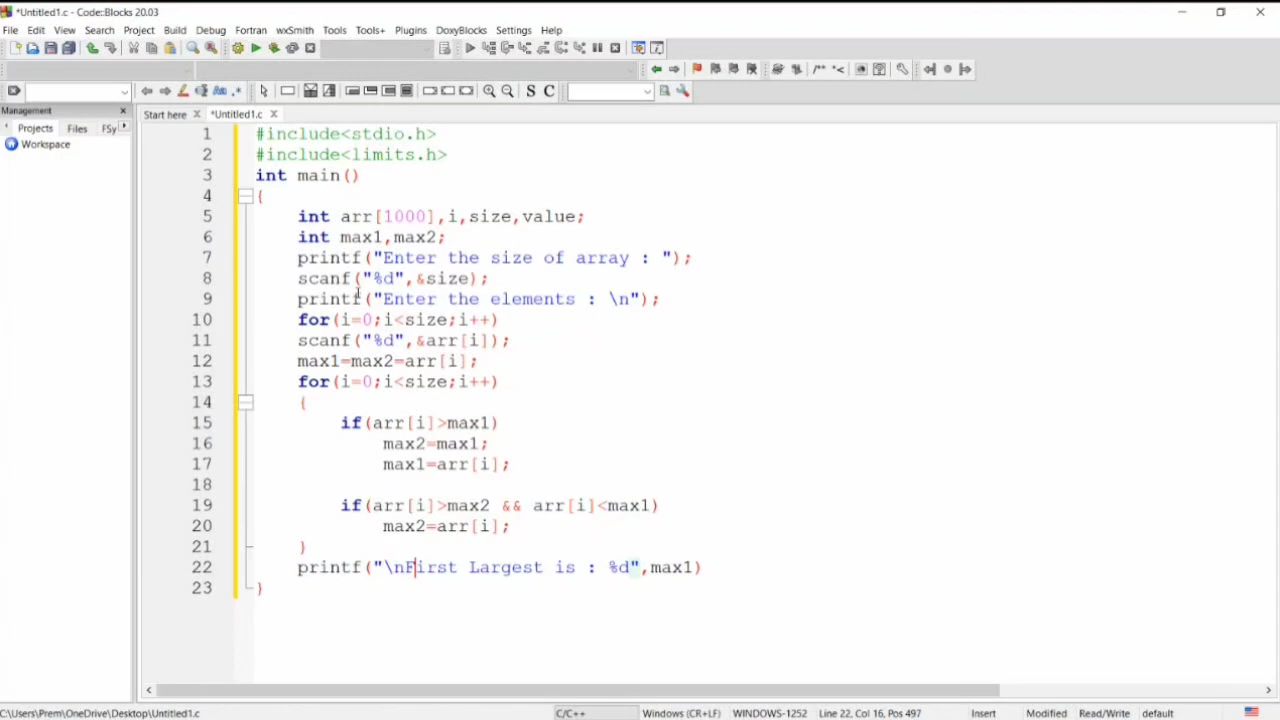 *Untitled1.c - Code::Blocks 20.03
File Edit View Search Project Build Debug Fortran wxSmith Tools Tools+ Plugins DoxyBlocks Settings Help
/** *<
Aa .*
S C
Management
Projects Files FSy
Workspace
Start here *Untitled1.c
1 #include<stdio.h>
2 #include<limits.h>
3 int main()
4 {
5 int arr[1000],i,size,value;
6 int max1,max2;
7 printf("Enter the size of array : ");
8 scanf("%d",&size);
9 printf("Enter the elements : \n");
10 for(i=0;i<size;i++)
11 scanf("%d",&arr[i]);
12 max1=max2=arr[i];
13 for(i=0;i<size;i++)
14 {
15 if(arr[i]>max1)
16 max2=max1;
17 max1=arr[i];
18
19 if(arr[i]>max2 && arr[i]<max1)
20 max2=arr[i];
21 }
22 printf("\nFirst Largest is : %d",max1)
23 }
C:\Users\Prem\OneDrive\Desktop\Untitled1.c C/C++ Windows (CR+LF) WINDOWS-1252 Line 22, Col 16, Pos 497 Insert Modified Read/Write default